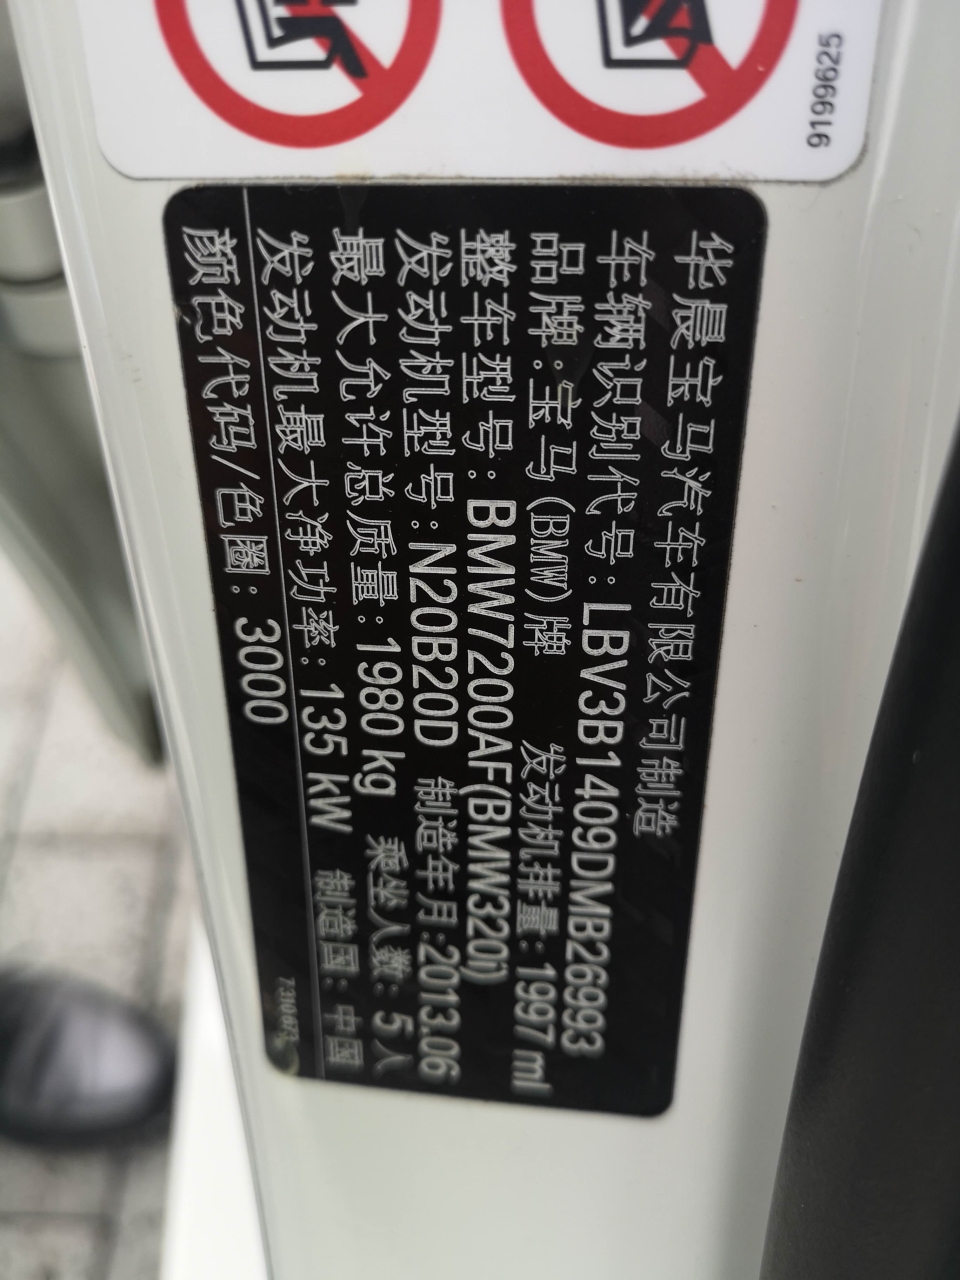 9199625
华晨宝马汽车有限公司制造
车辆识别代号: LBV3B1409DMB26993
品牌:宝马(BMW)牌 发动机排量: 1997 ml
整车型号: BMW7200AF(BMW320i)
发动机型号: N20B20D 制造年月:2013.06
最大允许总质量: 1980 kg 乘坐人数: 5 人
发动机最大净功率: 135 kW 制造国: 中国
颜色代码/色圈: 3000